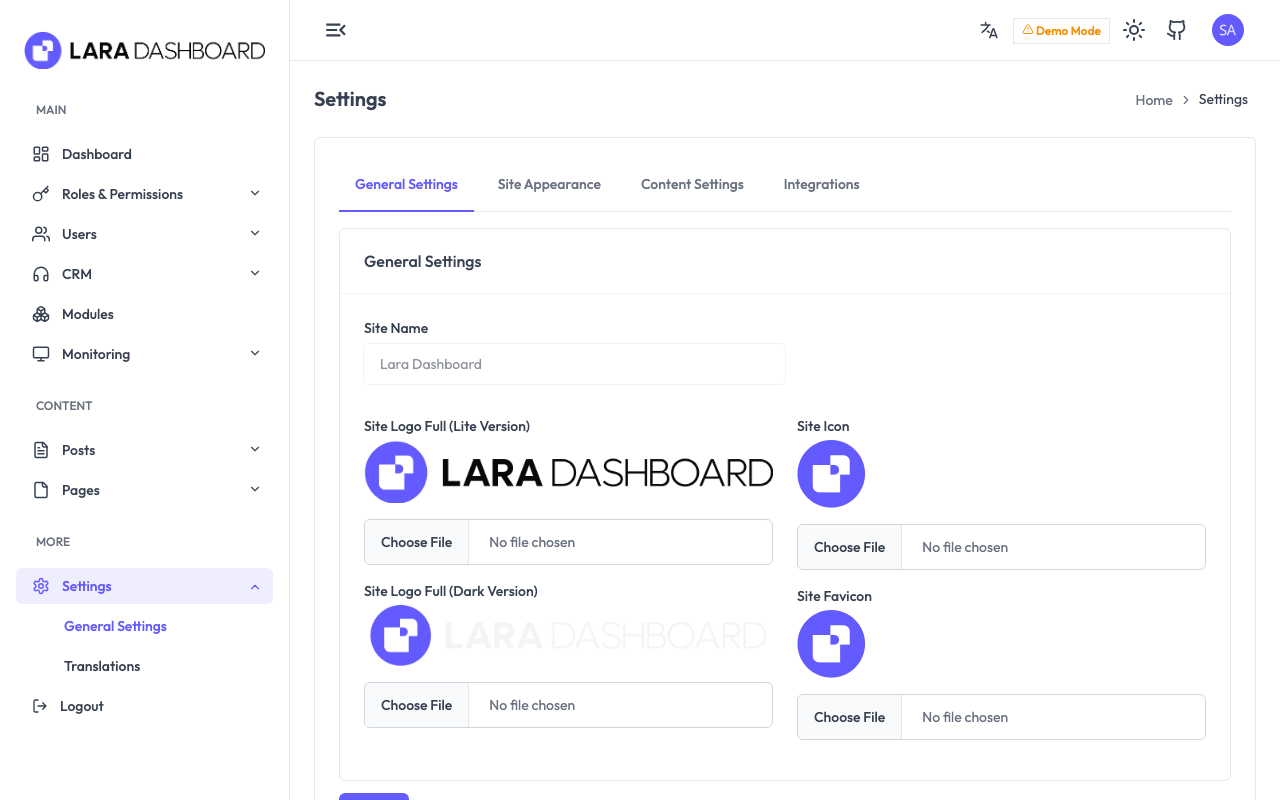 LARA DASHBOARD
Demo Mode
SA
MAIN
Dashboard
Roles & Permissions
Users
CRM
Modules
Monitoring
CONTENT
Posts
Pages
MORE
Settings
General Settings
Translations
Logout
Settings
Home > Settings
General Settings Site Appearance Content Settings Integrations
General Settings
Site Name
Lara Dashboard
Site Logo Full (Lite Version)
LARA DASHBOARD
Choose File No file chosen
Site Logo Full (Dark Version)
LARA DASHBOARD
Choose File No file chosen
Site Icon
Choose File No file chosen
Site Favicon
Choose File No file chosen